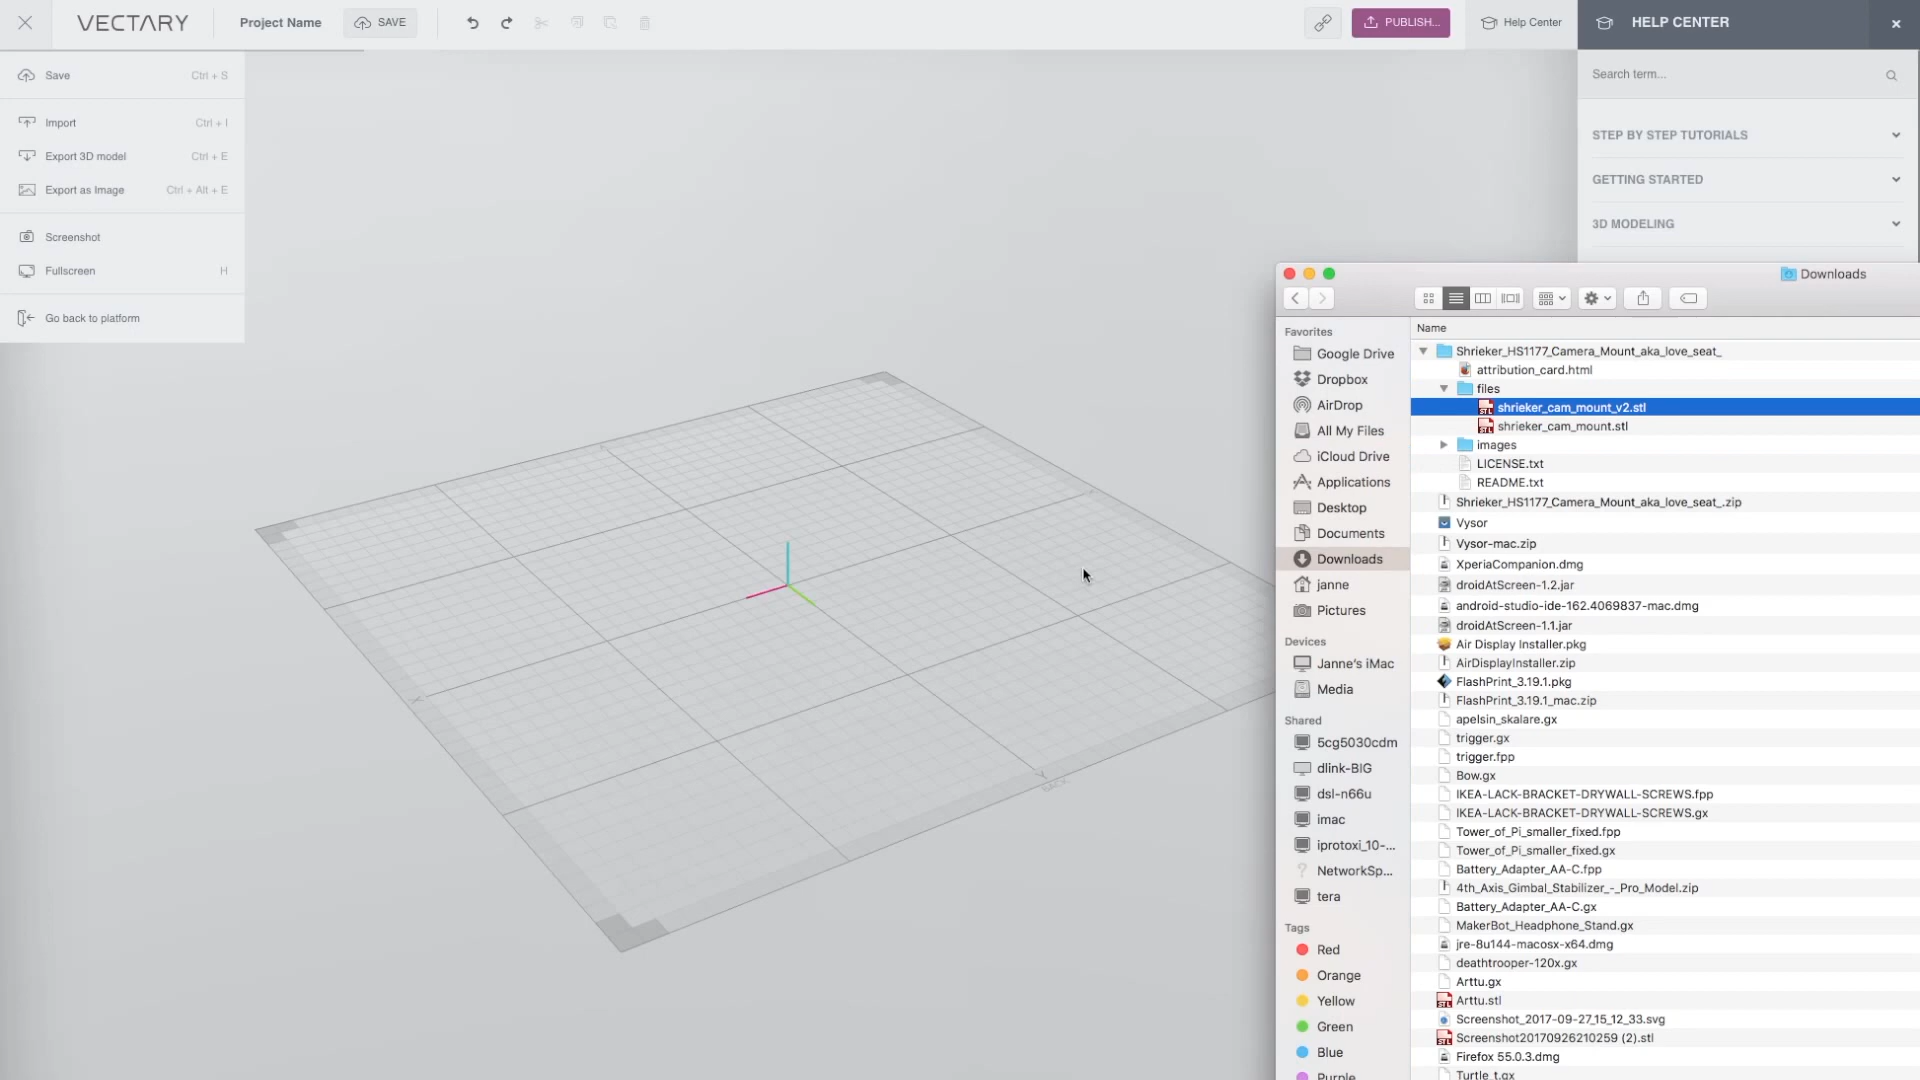 VECTARY
Project Name
SAVE
PUBLISH...
Help Center
HELP CENTER
Save Ctrl + S
Import Ctrl + I
Export 3D model Ctrl + E
Export as Image Ctrl + Alt + E
Screenshot
Fullscreen H
Go back to platform
Search term...
STEP BY STEP TUTORIALS
GETTING STARTED
3D MODELING
BACK
Downloads
Favorites
Google Drive
Dropbox
AirDrop
All My Files
iCloud Drive
Applications
Desktop
Documents
Downloads
janne
Pictures
Devices
Janne's iMac
Media
Shared
5cg5030cdm
dlink-BIG
dsl-n66u
imac
iprotoxi_10-...
NetworkSp...
tera
Tags
Red
Orange
Yellow
Green
Blue
Purple
Name
Shrieker_HS1177_Camera_Mount_aka_love_seat_
attribution_card.html
files
shrieker_cam_mount_v2.stl
shrieker_cam_mount.stl
images
LICENSE.txt
README.txt
Shrieker_HS1177_Camera_Mount_aka_love_seat_.zip
Vysor
Vysor-mac.zip
XperiaCompanion.dmg
droidAtScreen-1.2.jar
android-studio-ide-162.4069837-mac.dmg
droidAtScreen-1.1.jar
Air Display Installer.pkg
AirDisplayInstaller.zip
FlashPrint_3.19.1.pkg
FlashPrint_3.19.1_mac.zip
apelsin_skalare.gx
trigger.gx
trigger.fpp
Bow.gx
IKEA-LACK-BRACKET-DRYWALL-SCREWS.fpp
IKEA-LACK-BRACKET-DRYWALL-SCREWS.gx
Tower_of_Pi_smaller_fixed.fpp
Tower_of_Pi_smaller_fixed.gx
Battery_Adapter_AA-C.fpp
4th_Axis_Gimbal_Stabilizer_-_Pro_Model.zip
Battery_Adapter_AA-C.gx
MakerBot_Headphone_Stand.gx
jre-8u144-macosx-x64.dmg
deathtrooper-120x.gx
Arttu.gx
Arttu.stl
Screenshot_2017-09-27_15_12_33.svg
Screenshot20170926210259 (2).stl
Firefox 55.0.3.dmg
Turtle_t.gx